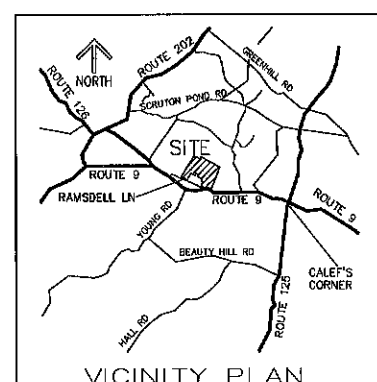 NORTH
ROUTE 202
GREENHILL RD
ROUTE 126
SCRUTON POND RD
SITE
RAMSDELL LN
ROUTE 9
ROUTE 9
ROUTE 9
YOUNG RD
BEAUTY HILL RD
CALEF'S
CORNER
HALL RD
ROUTE 125
VICINITY PLAN